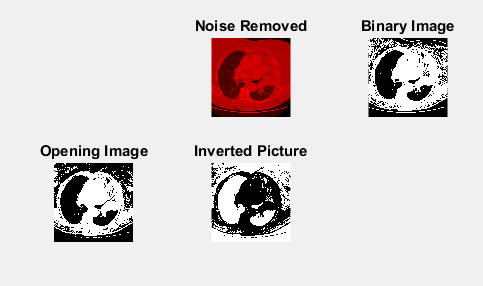 Noise Removed
Binary Image
Opening Image
Inverted Picture